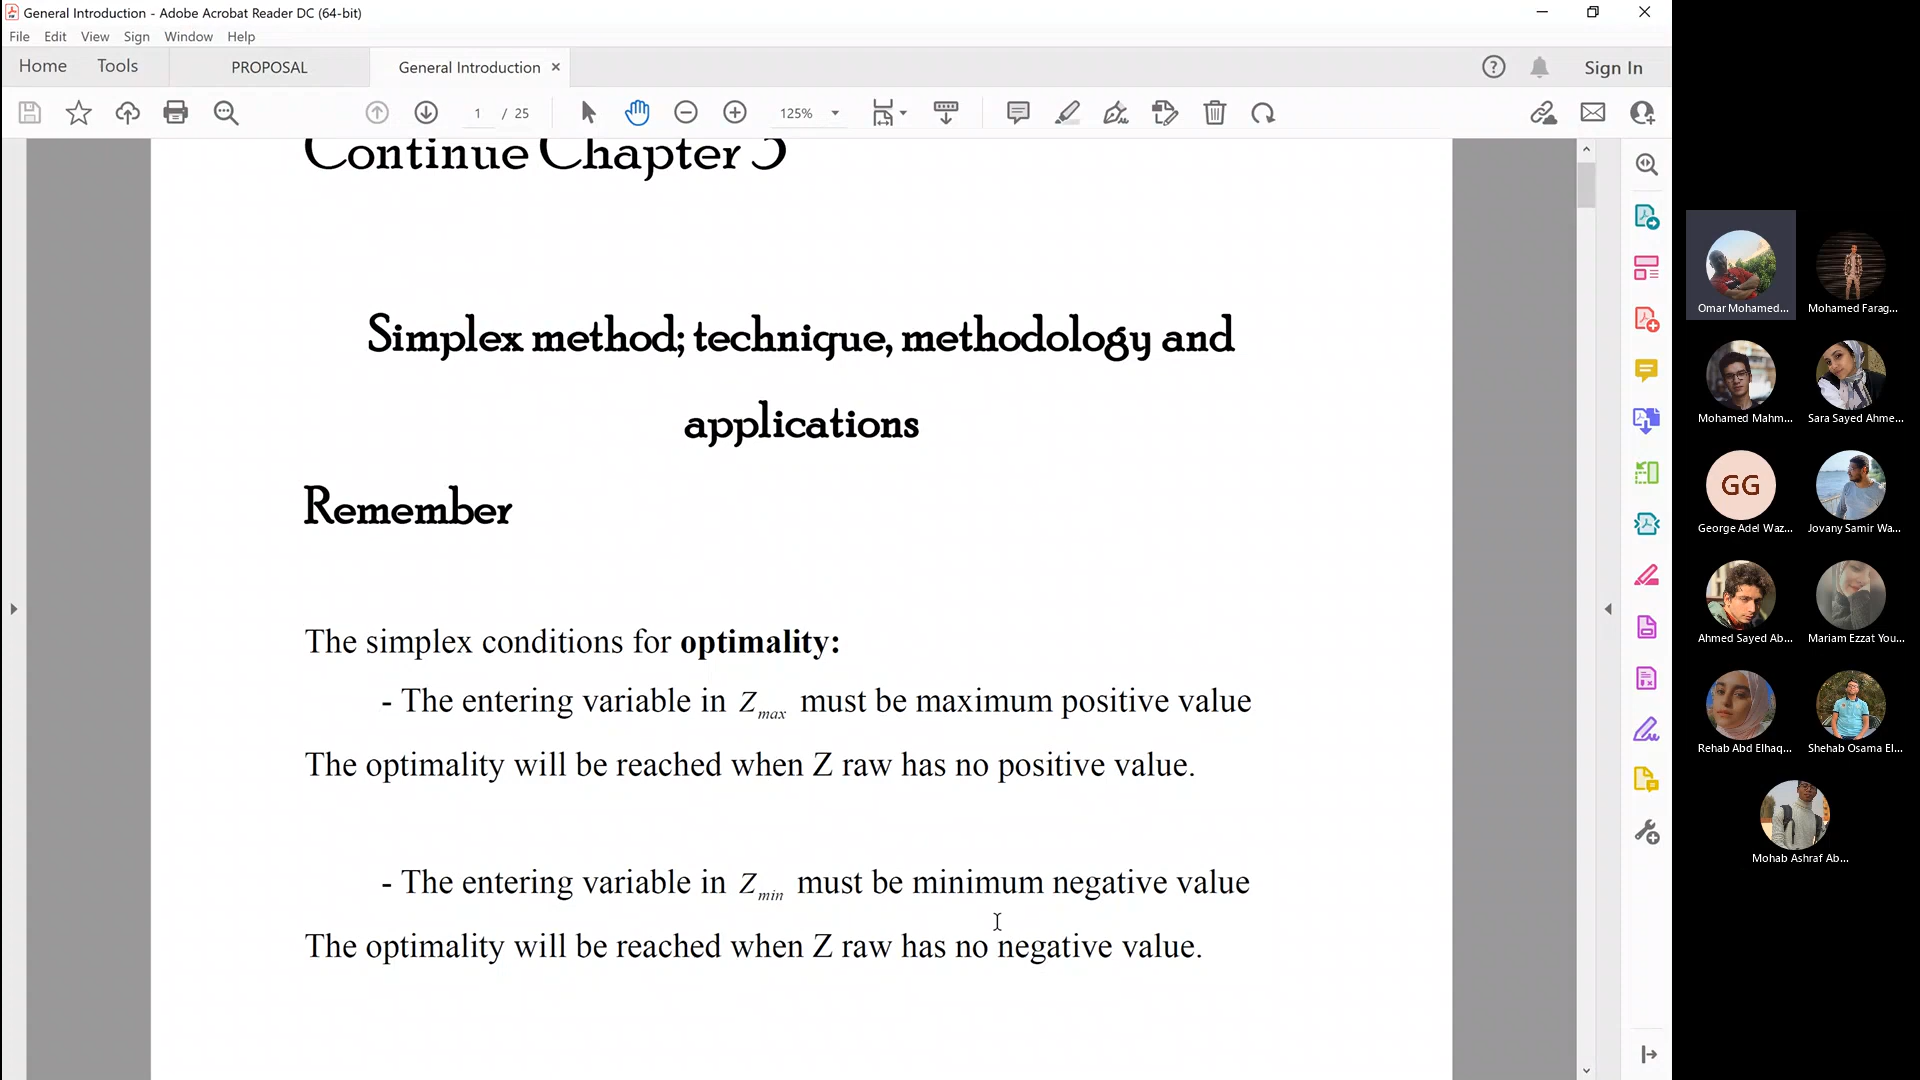 General Introduction - Adobe Acrobat Reader DC (64-bit)
File Edit View Sign Window Help
Home Tools PROPOSAL General Introduction × Sign In
1 / 25 125%
Continue Chapter 3
Simplex method; technique, methodology and
applications
Remember
The simplex conditions for optimality:
- The entering variable in Zmax must be maximum positive value
The optimality will be reached when Z raw has no positive value.
- The entering variable in Zmin must be minimum negative value
The optimality will be reached when Z raw has no negative value.
Omar Mohamed... Mohamed Farag...
Mohamed Mahm... Sara Sayed Ahme...
GG
George Adel Waz... Jovany Samir Wa...
Ahmed Sayed Ab... Mariam Ezzat You...
Rehab Abd Elhaq... Shehab Osama El...
Mohab Ashraf Ab...